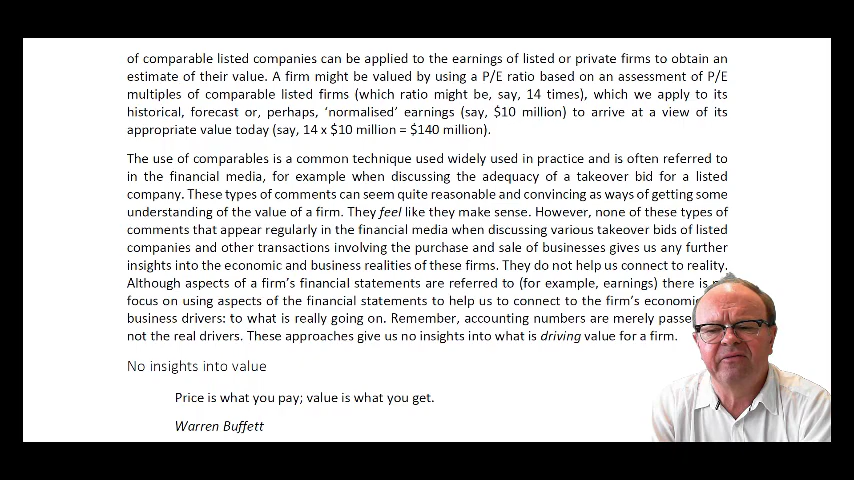 of comparable listed companies can be applied to the earnings of listed or private firms to obtain an
estimate of their value. A firm might be valued by using a P/E ratio based on an assessment of P/E
multiples of comparable listed firms (which ratio might be, say, 14 times), which we apply to its
historical, forecast or, perhaps, ‘normalised’ earnings (say, $10 million) to arrive at a view of its
appropriate value today (say, 14 x $10 million = $140 million).
The use of comparables is a common technique used widely used in practice and is often referred to
in the financial media, for example when discussing the adequacy of a takeover bid for a listed
company. These types of comments can seem quite reasonable and convincing as ways of getting some
understanding of the value of a firm. They feel like they make sense. However, none of these types of
comments that appear regularly in the financial media when discussing various takeover bids of listed
companies and other transactions involving the purchase and sale of businesses gives us any further
insights into the economic and business realities of these firms. They do not help us connect to reality.
Although aspects of a firm’s financial statements are referred to (for example, earnings) there is
focus on using aspects of the financial statements to help us to connect to the firm’s economic
business drivers: to what is really going on. Remember, accounting numbers are merely
not the real drivers. These approaches give us no insights into what is driving value for a firm.
No insights into value
Price is what you pay; value is what you get.
Warren Buffett